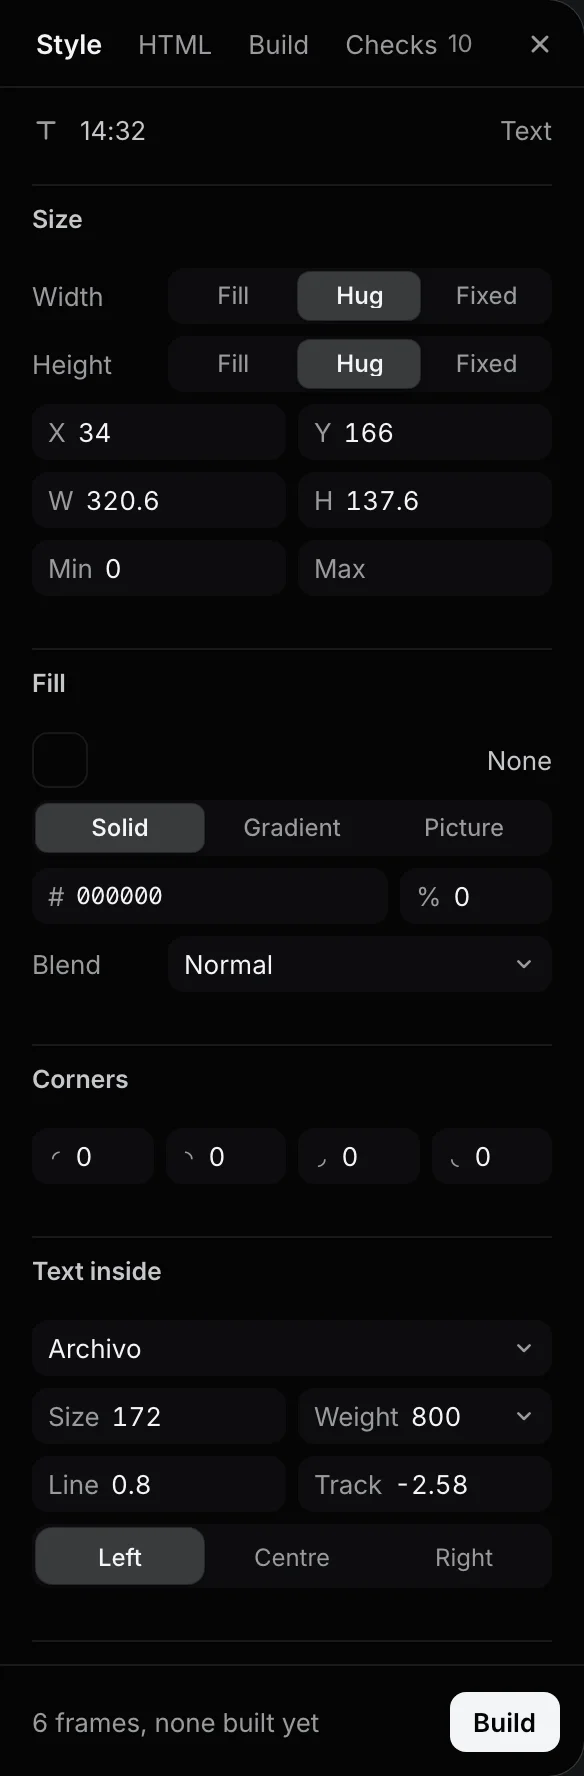 Style HTML Build Checks 10
14:32 Text
Size
Width Fill Hug Fixed
Height Fill Hug Fixed
X 34 Y 166
W 320.6 H 137.6
Min 0 Max
Fill
None
Solid Gradient Picture
# 000000 % 0
Blend Normal
Corners
0 0 0 0
Text inside
Archivo
Size 172 Weight 800
Line 0.8 Track -2.58
Left Centre Right
6 frames, none built yet Build